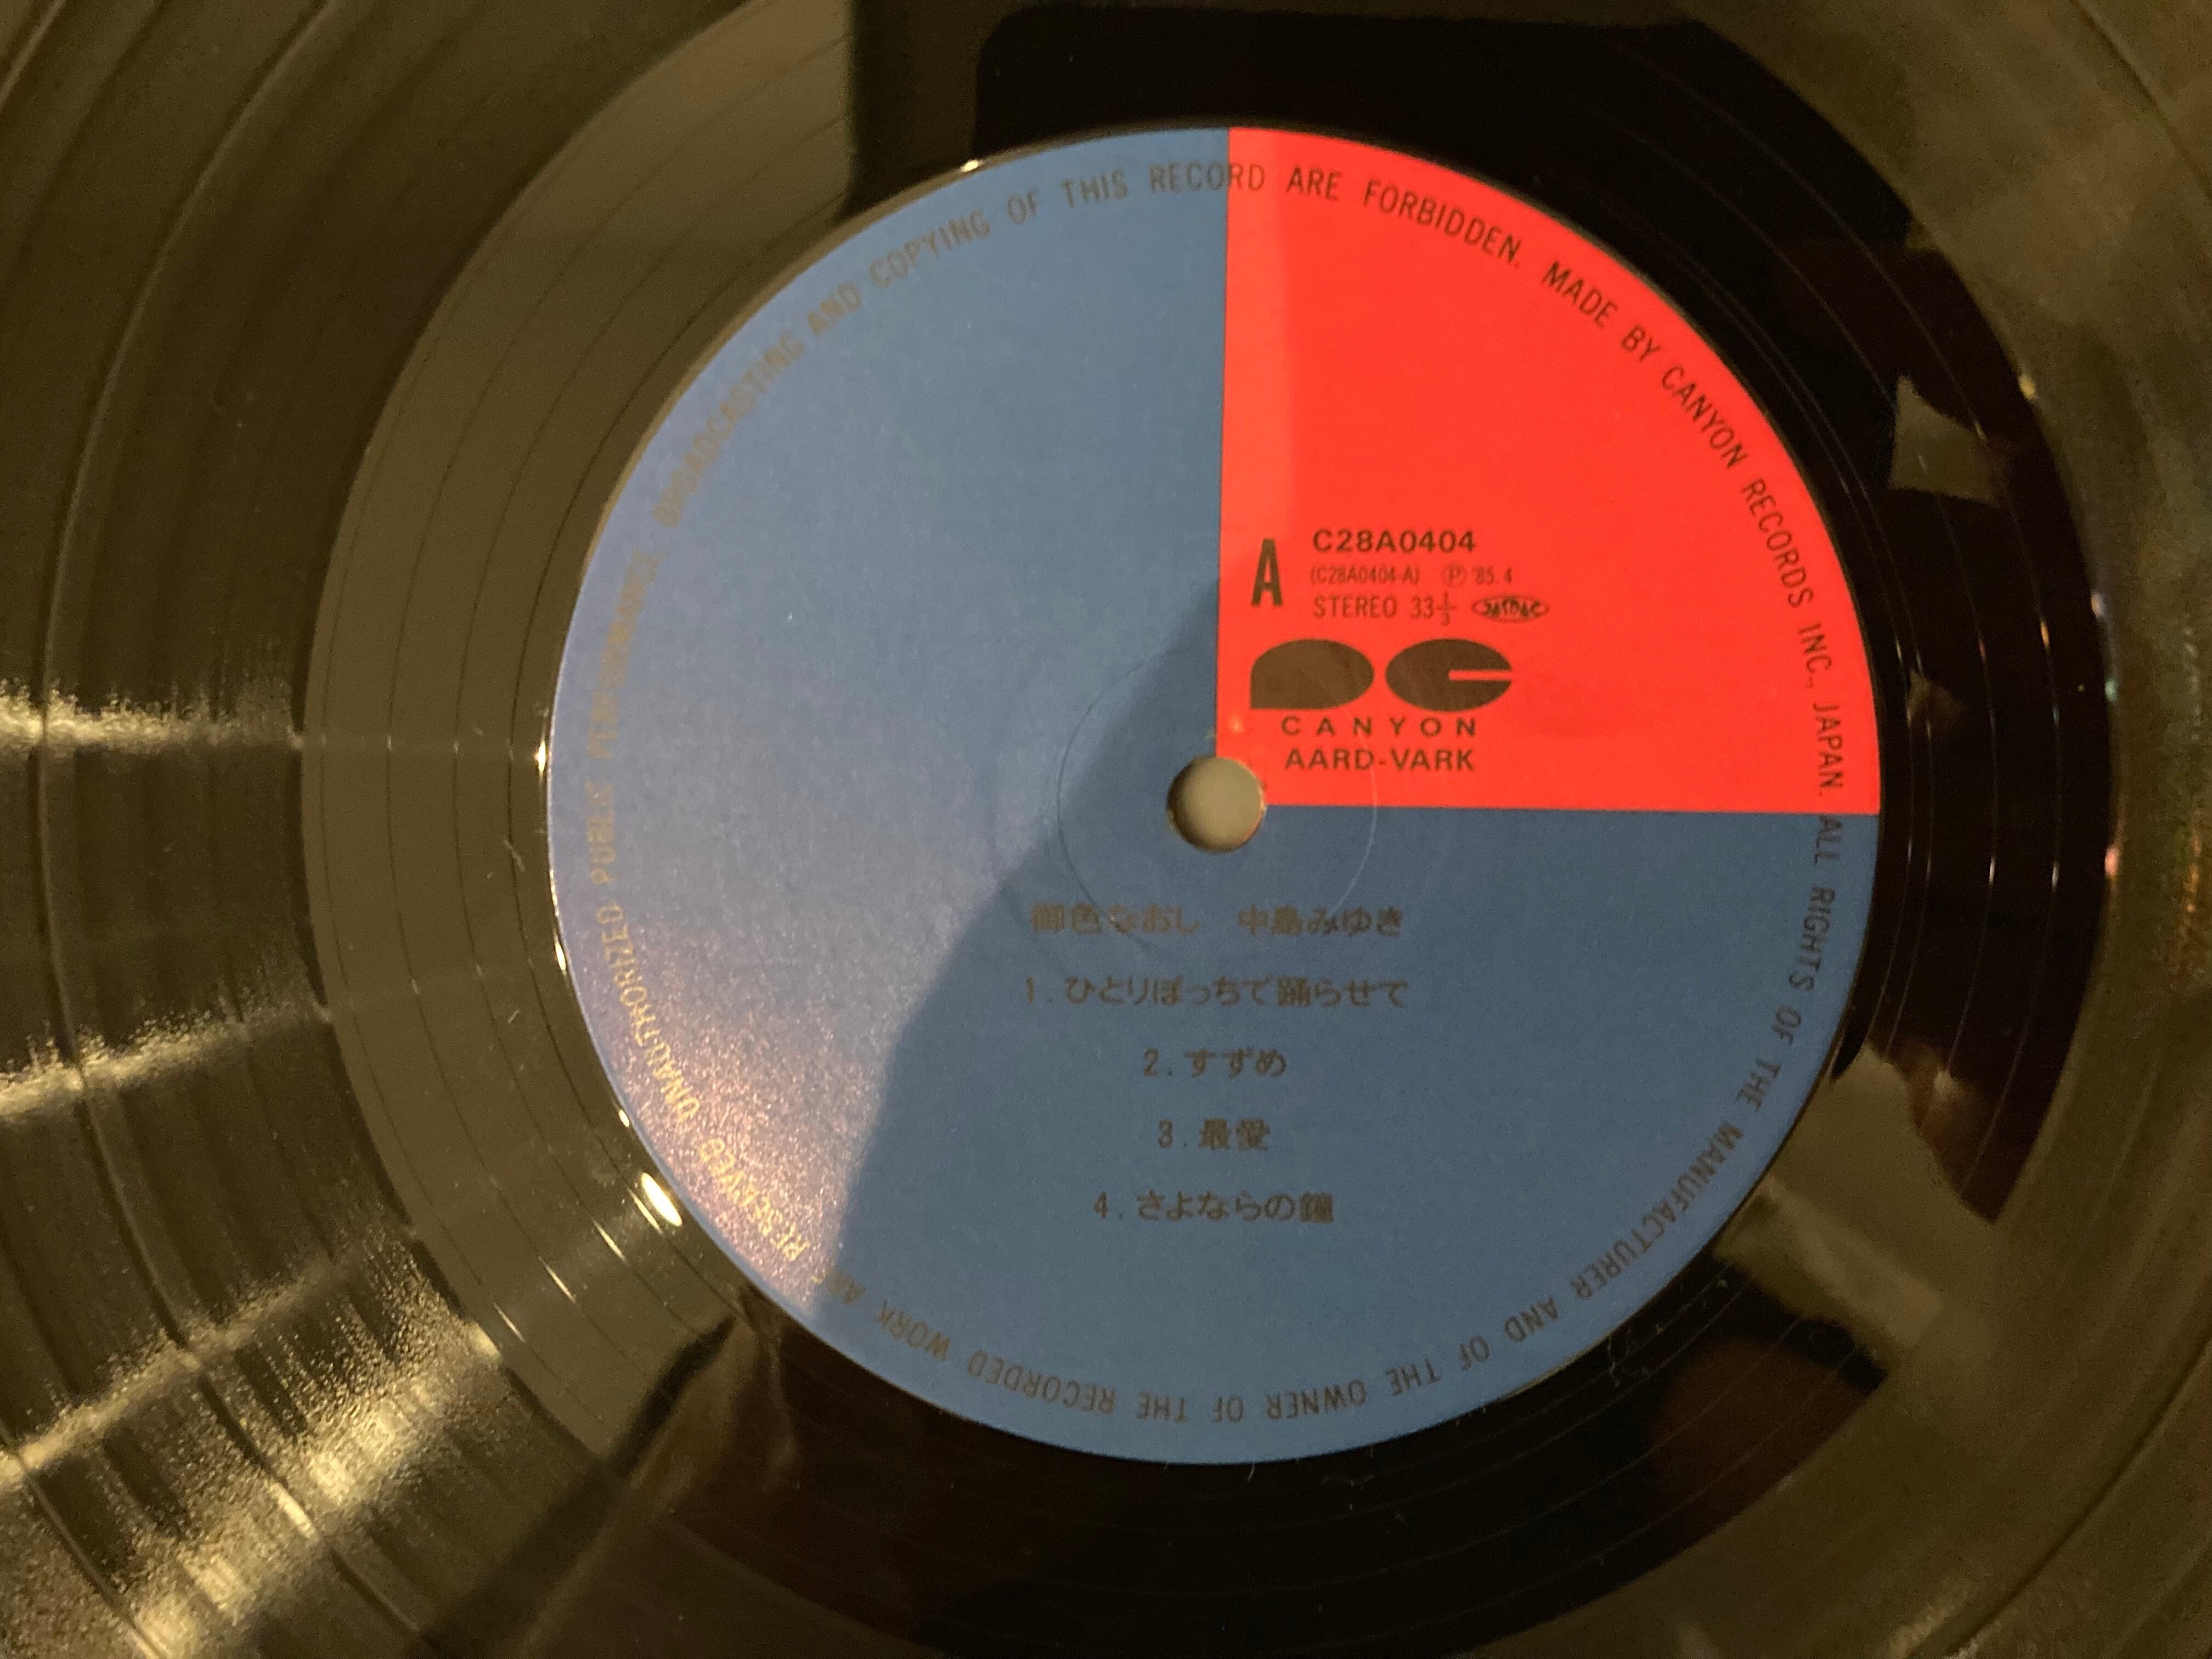 A
C28A0404
(C28A0404-A) Ⓟ '85.4
STEREO 33⅓ JASRAC
PC
CANYON
AARD-VARK
御色なおし 中島みゆき
1.ひとりぽっちで踊らせて
2.すずめ
3.最愛
4.さよならの鐘
UNAUTHORIZED PUBLIC PERFORMANCE BROADCASTING AND COPYING OF THIS RECORD ARE FORBIDDEN. MADE BY CANYON RECORDS INC., JAPAN. ALL RIGHTS OF THE MANUFACTURER AND OF THE OWNER OF THE RECORDED WORK ARE RESERVED